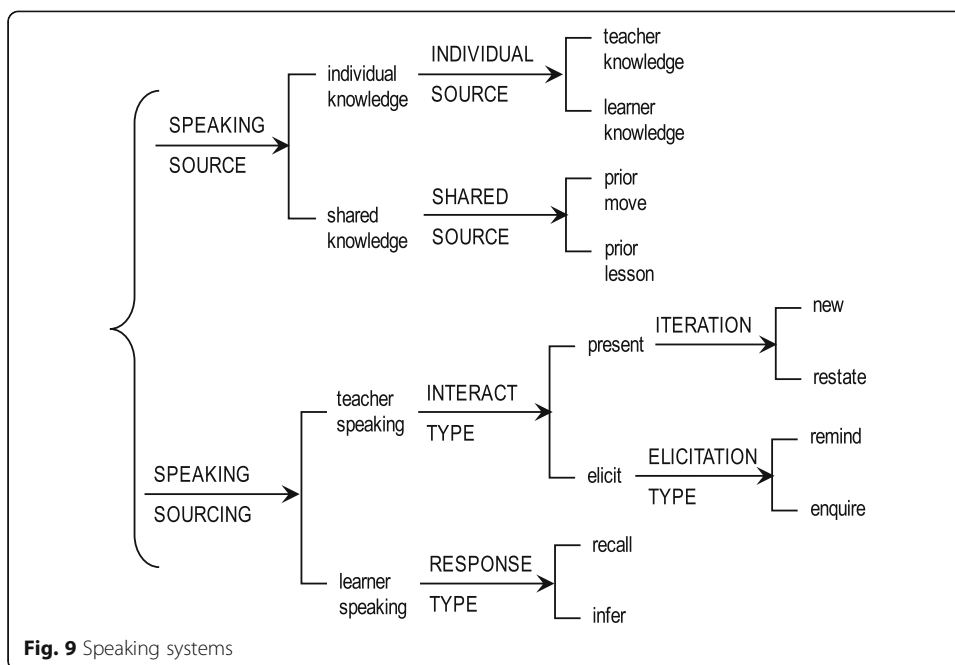 teacher
knowledge
INDIVIDUAL
SOURCE
individual
knowledge
learner
knowledge
SPEAKING
SOURCE
prior
move
SHARED
SOURCE
shared
knowledge
prior
lesson
new
ITERATION
present
restate
INTERACT
TYPE
teacher
speaking
remind
ELICITATION
TYPE
elicit
enquire
SPEAKING
SOURCING
recall
RESPONSE
TYPE
learner
speaking
infer
Fig. 9 Speaking systems